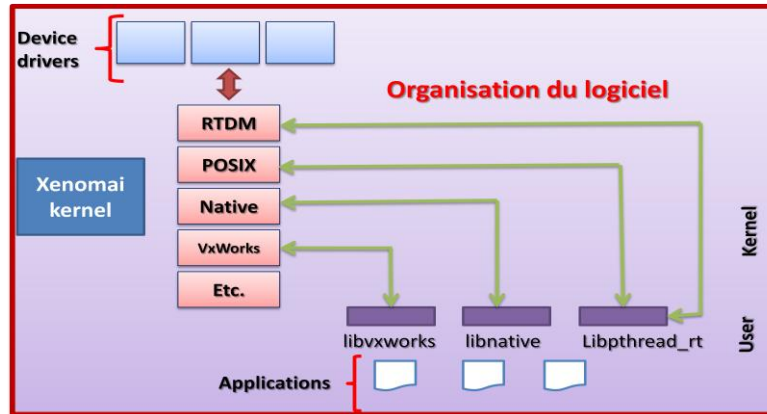 Device
drivers
Organisation du logiciel
RTDM
POSIX
Xenomai
kernel
Native
VxWorks
Etc.
Kernel
User
libvxworks
libnative
Libpthread_rt
Applications